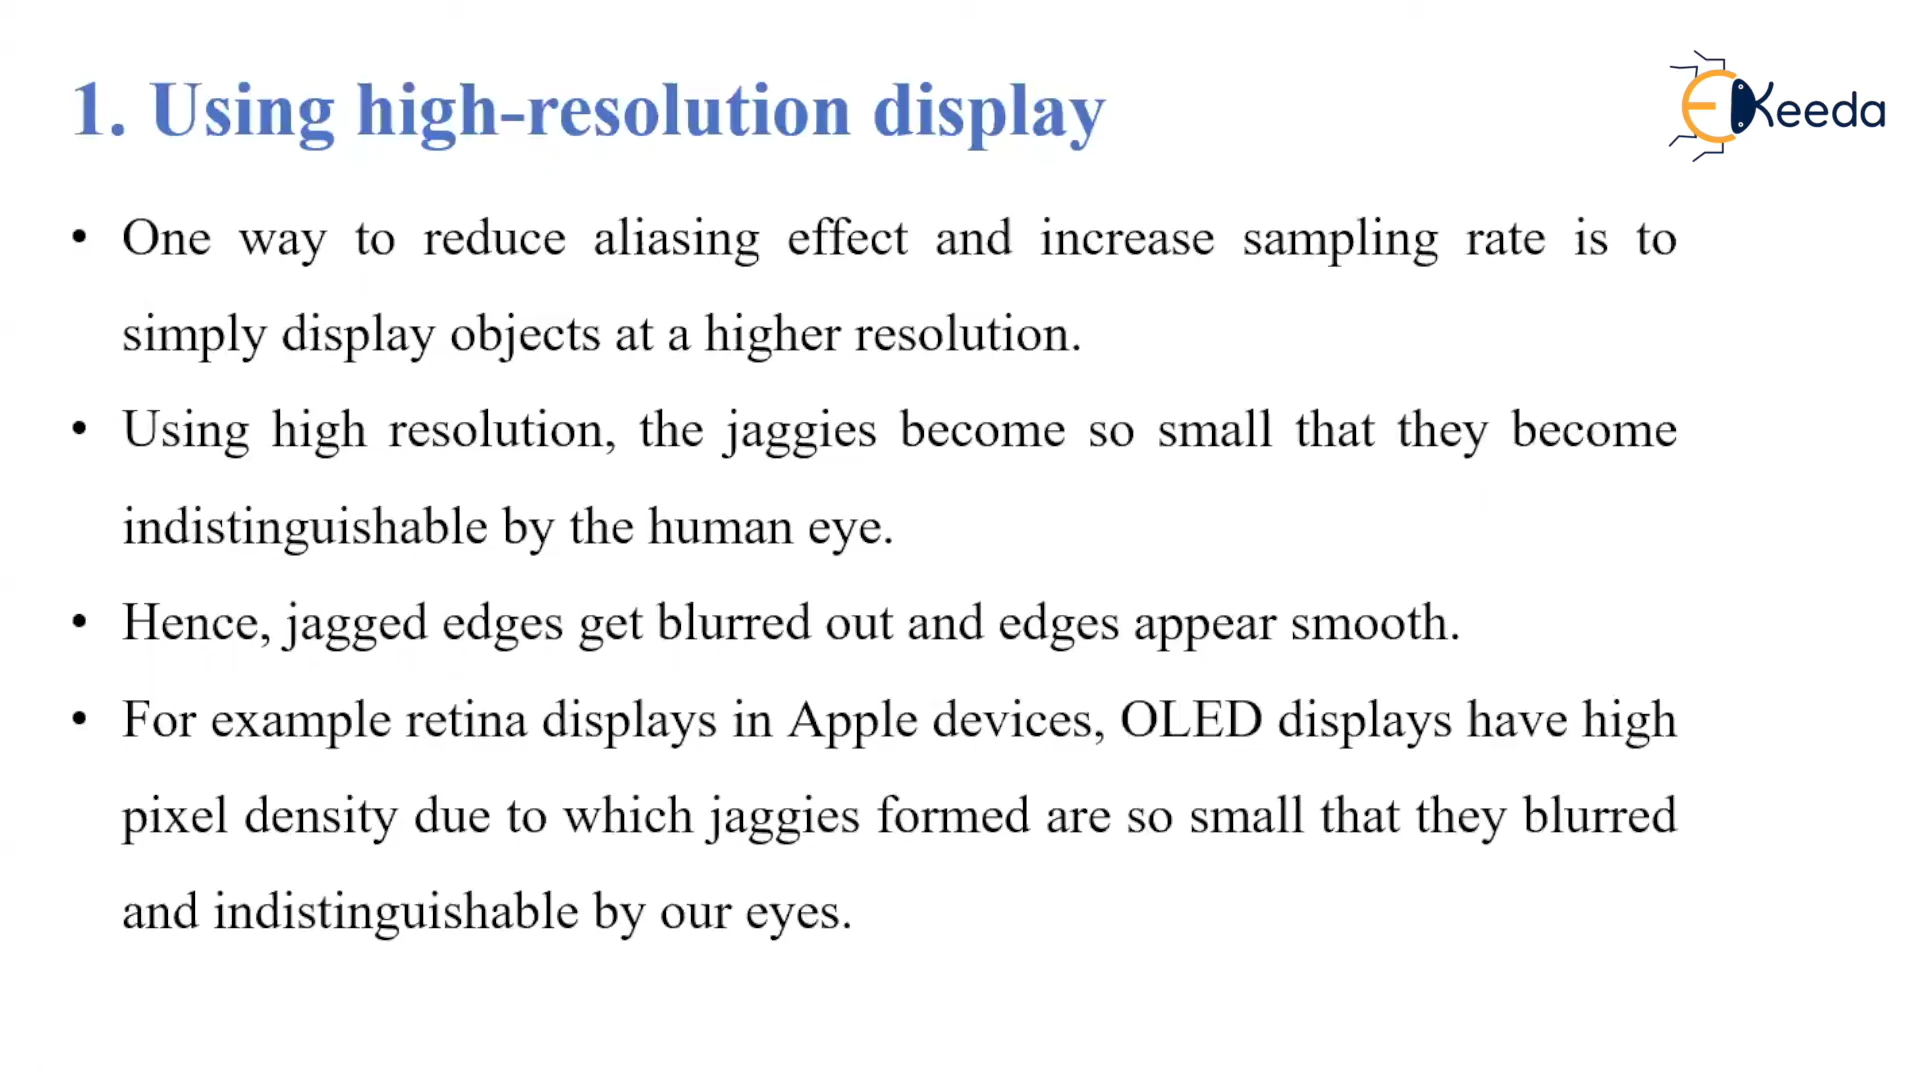 1. Using high-resolution display
EKeeda
• One way to reduce aliasing effect and increase sampling rate is to
simply display objects at a higher resolution.
• Using high resolution, the jaggies become so small that they become
indistinguishable by the human eye.
• Hence, jagged edges get blurred out and edges appear smooth.
• For example retina displays in Apple devices, OLED displays have high
pixel density due to which jaggies formed are so small that they blurred
and indistinguishable by our eyes.